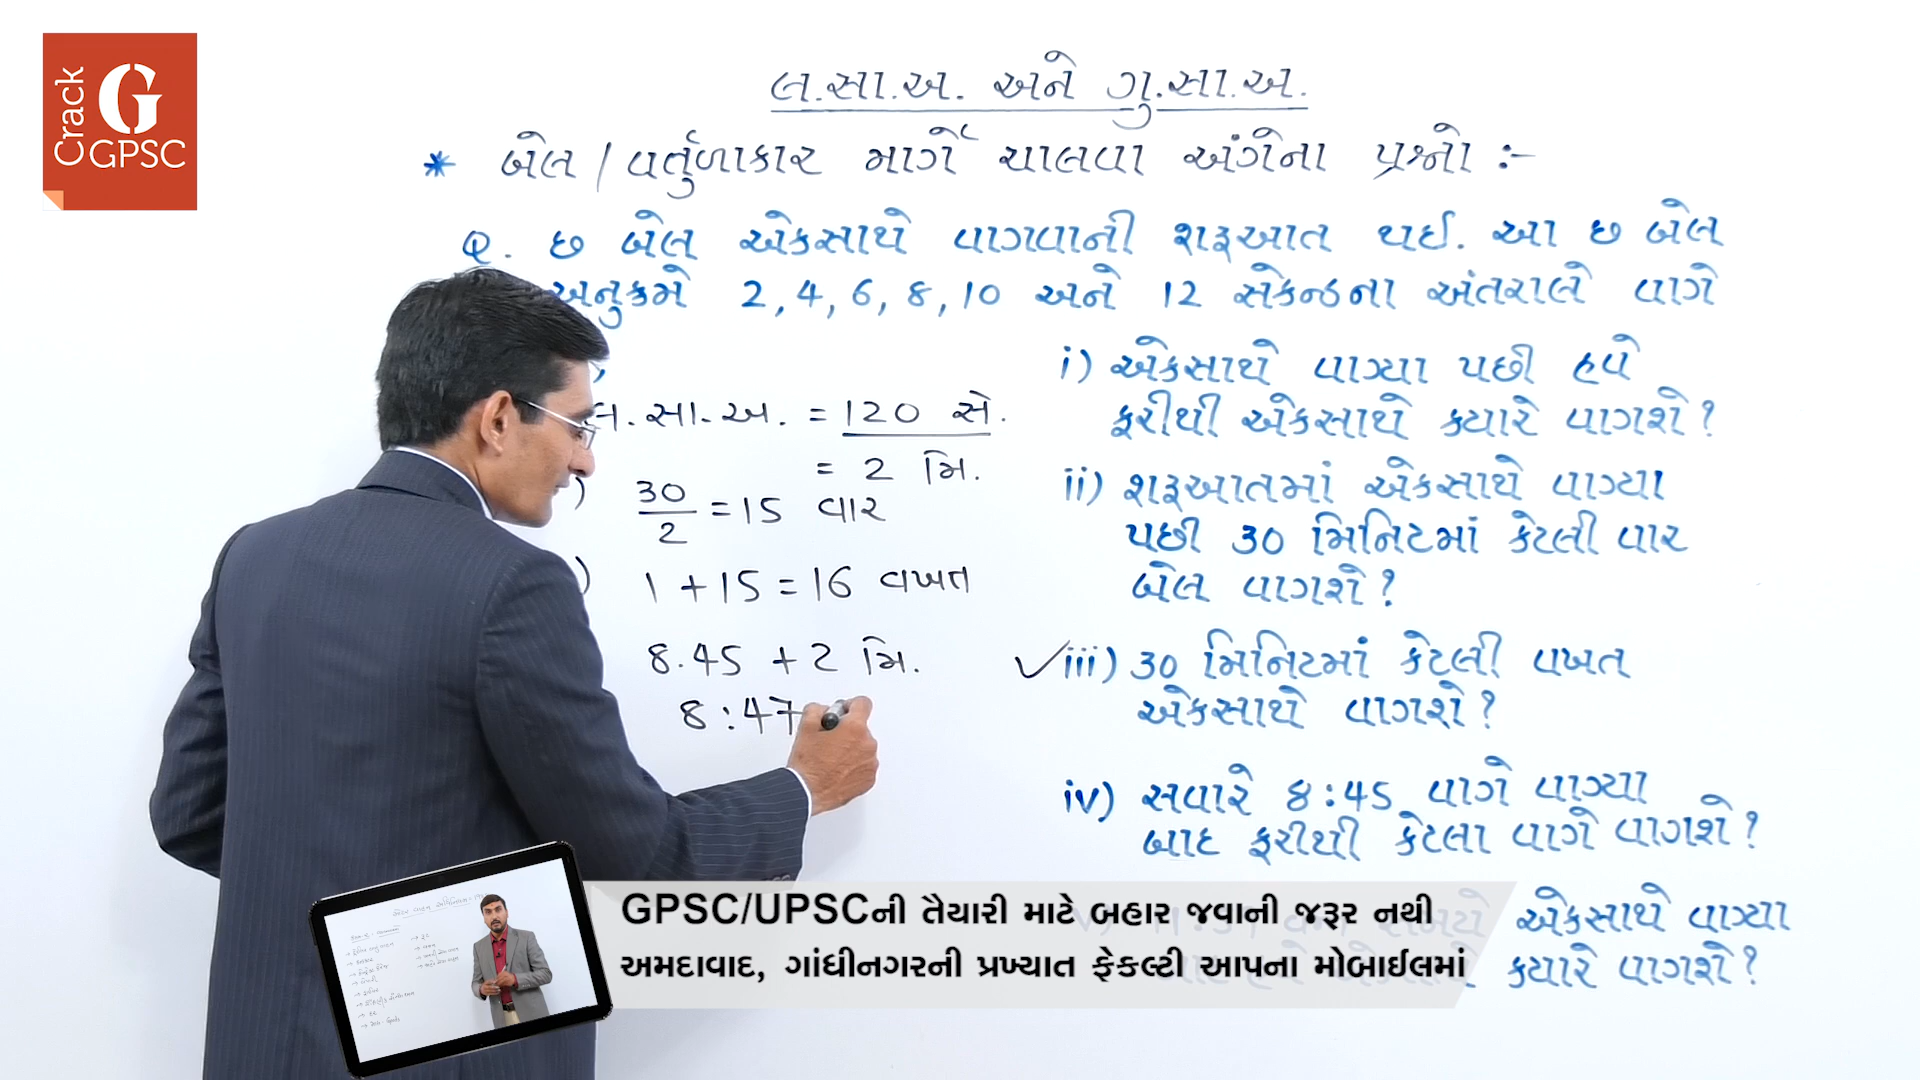 Crack
G
GPSC
લ.સા.અ. અને ગુ.સા.અ.
* બેલ / વર્તુળાકાર માર્ગે ચાલવા અંગેના પ્રશ્નો :-
Q. છ બેલ એકસાથે વાગવાની શરૂઆત થઈ. આ છ બેલ
અનુક્રમે 2, 4, 6, 8, 10 અને 12 સેકન્ડના અંતરાલે વાગે
લ.સા.અ. = 120 સે.
= 2 મિ.
30/2 = 15 વાર
1 + 15 = 16 વખત
8.45 + 2 મિ.
8:47
i) એકસાથે વાગ્યા પછી હવે
ફરીથી એકસાથે ક્યારે વાગશે?
ii) શરૂઆતમાં એકસાથે વાગ્યા
પછી 30 મિનિટમાં કેટલી વાર
બેલ વાગશે?
✓ iii) 30 મિનિટમાં કેટલી વખત
એકસાથે વાગશે?
iv) સવારે 8:45 વાગે વાગ્યા
બાદ ફરીથી કેટલા વાગે વાગશે?
એકસાથે વાગ્યા
ક્યારે વાગશે?
GPSC/UPSCની તૈયારી માટે બહાર જવાની જરૂર નથી
અમદાવાદ, ગાંધીનગરની પ્રખ્યાત ફેકલ્ટી આપના મોબાઈલમાં